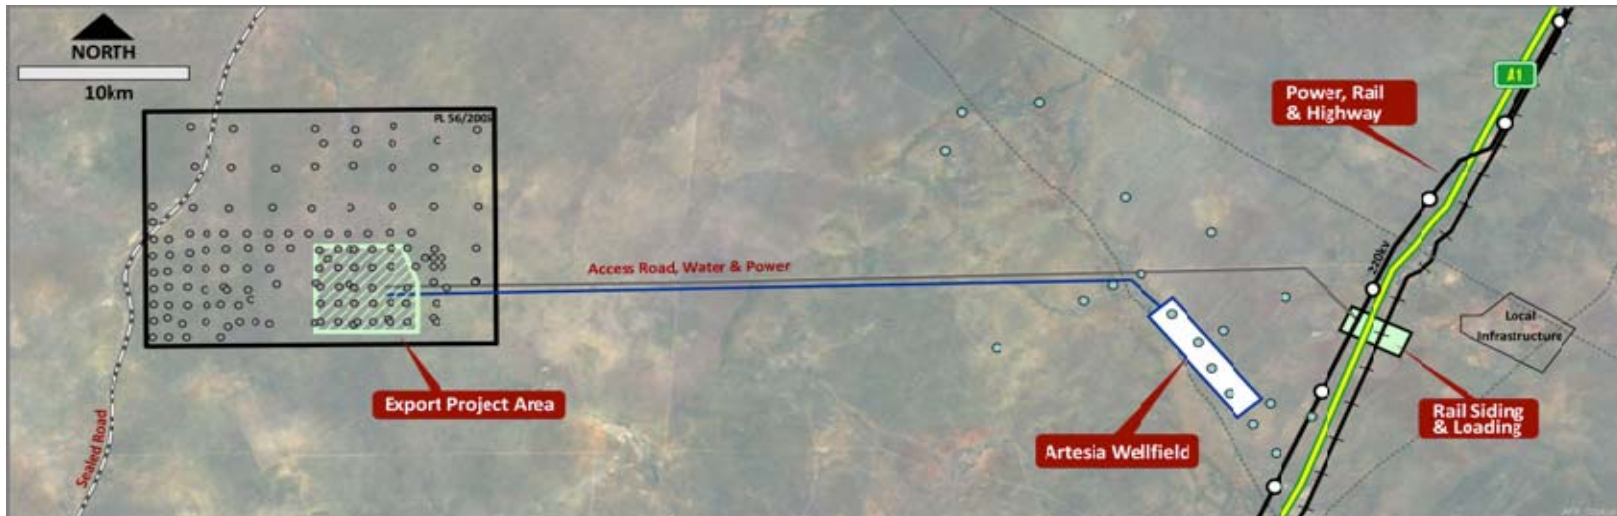 NORTH
10km
PL 56/2005
A1
Power, Rail
& Highway
Access Road, Water & Power
220kv
Local
Infrastructure
Export Project Area
Rail Siding
& Loading
Artesia Wellfield
Sealed Road